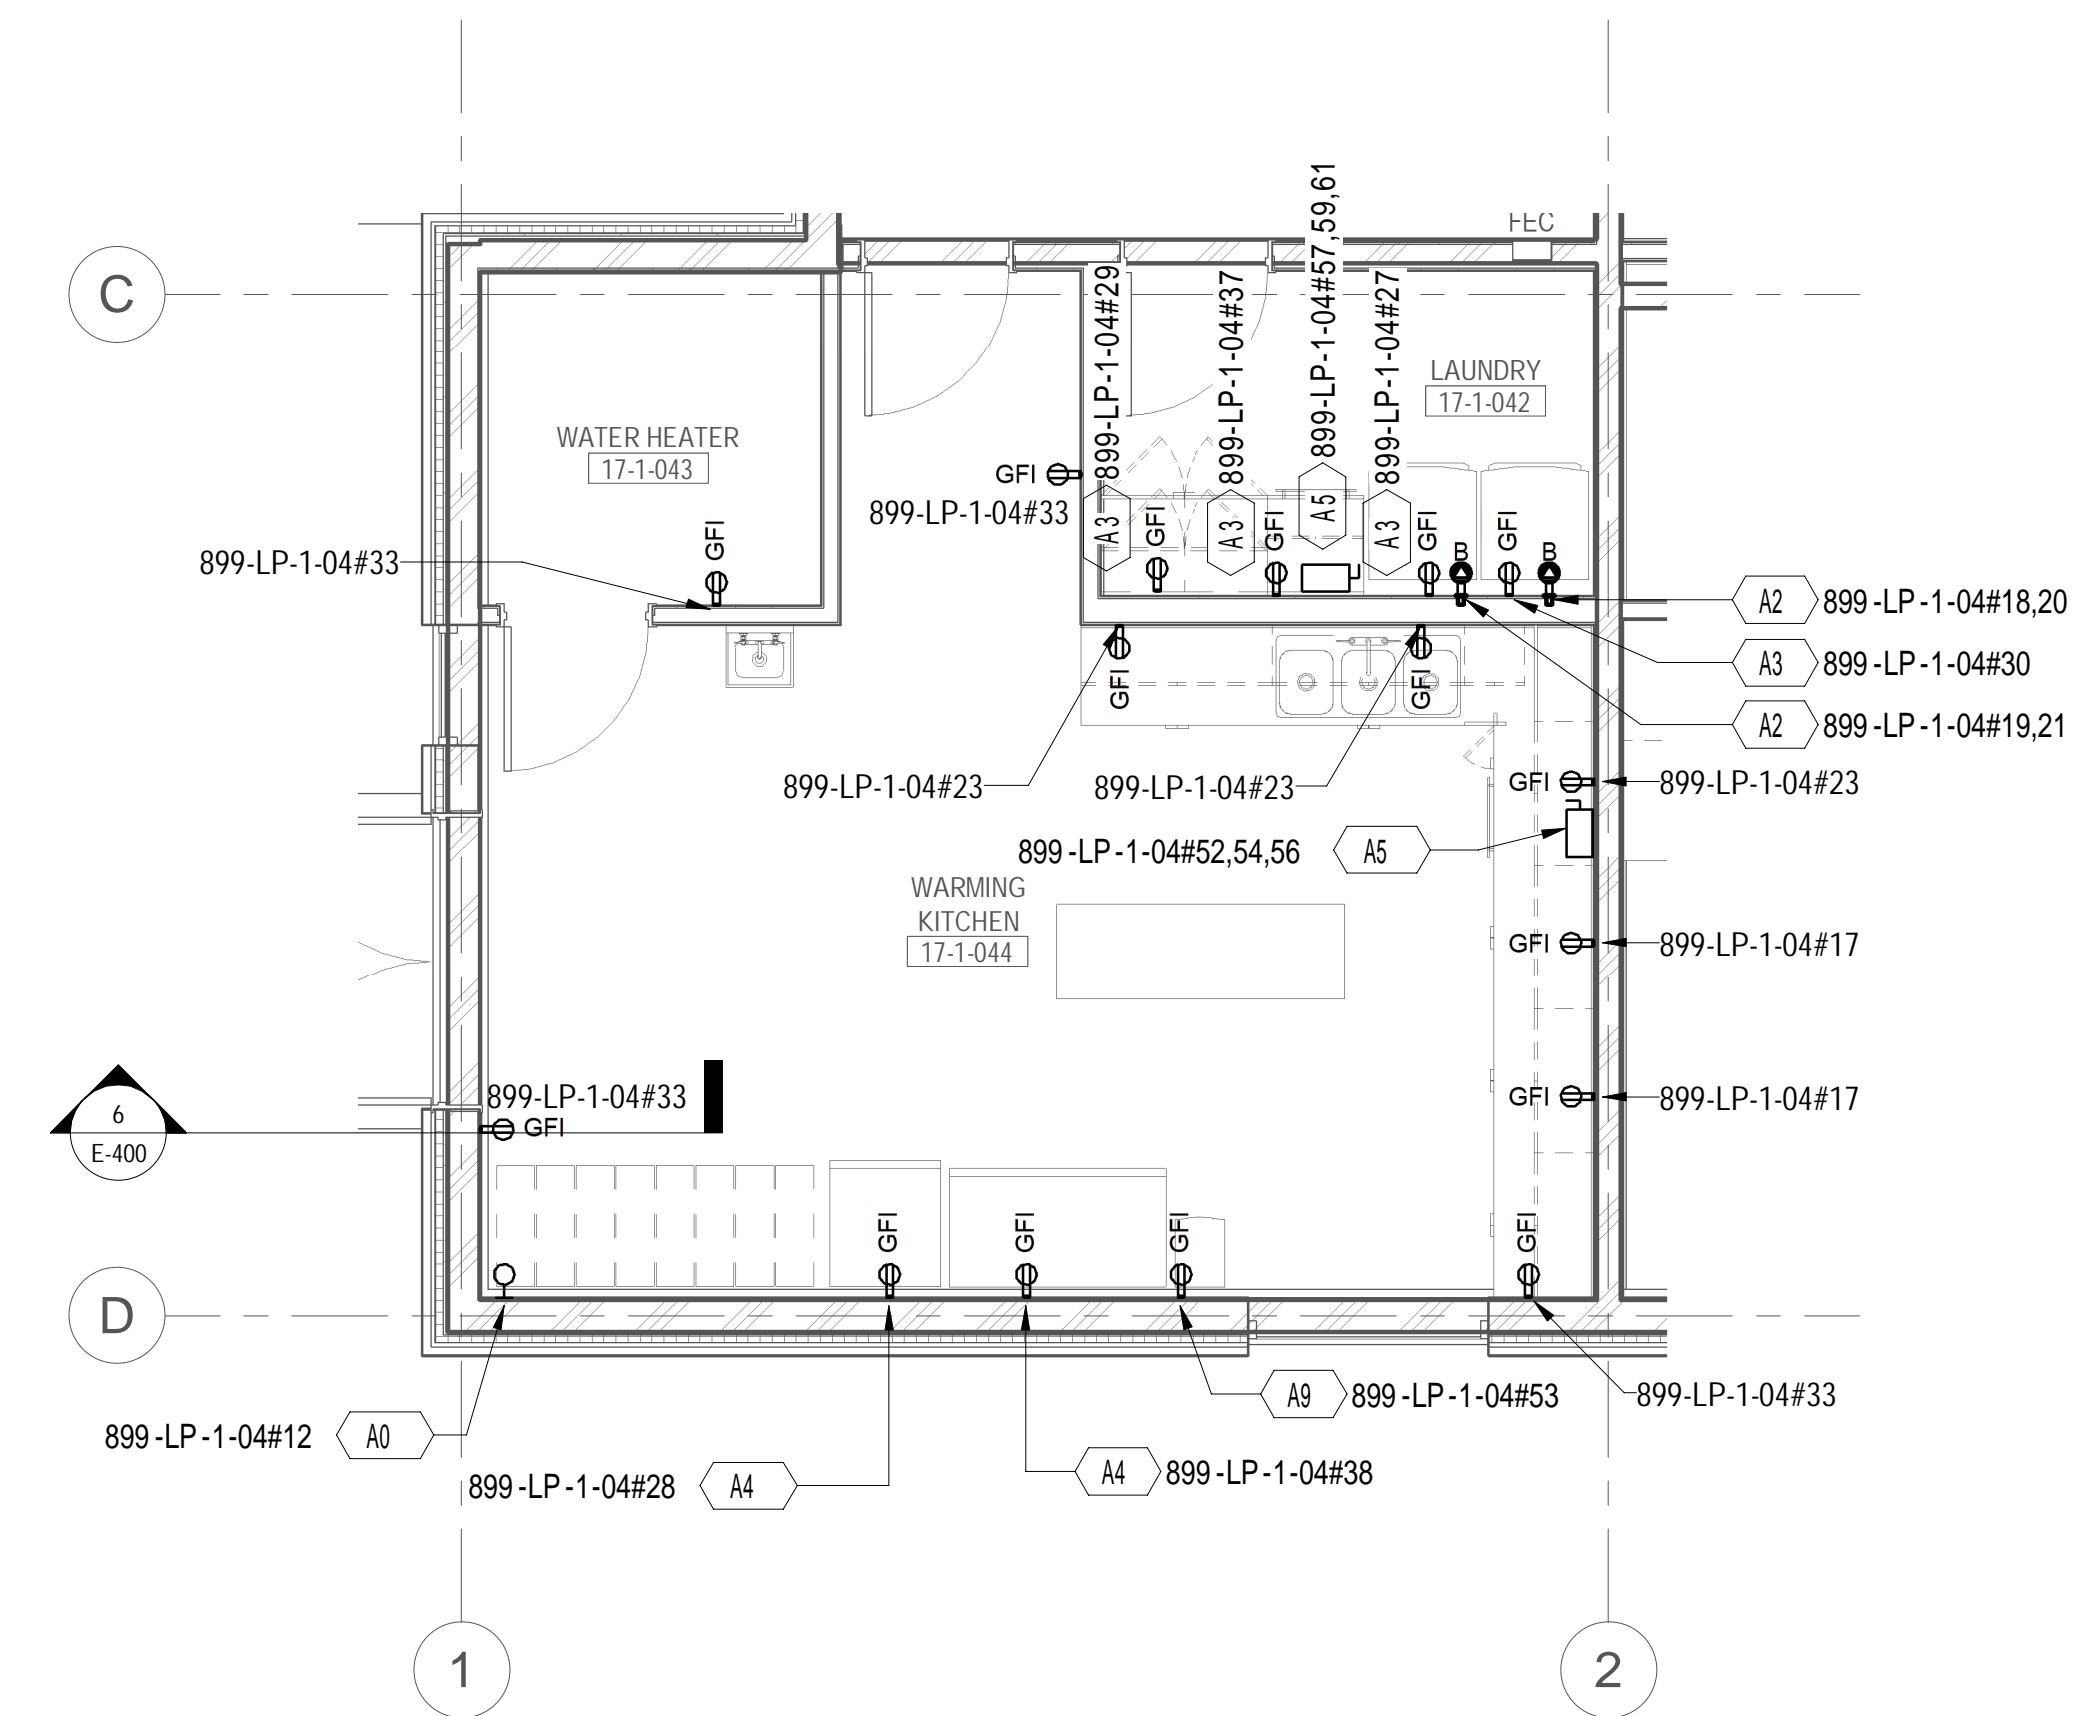 FEC
C
899-LP-1-04#29
899-LP-1-04#37
899-LP-1-04#57,59,61
899-LP-1-04#27
LAUNDRY
17-1-042
WATER HEATER
17-1-043
GFI
899-LP-1-04#33
A3
GFI
A3
GFI
A5
A3
GFI
GFI
B
B
GFI
899-LP-1-04#33
A2 899-LP-1-04#18,20
A3 899-LP-1-04#30
A2 899-LP-1-04#19,21
GFI
GFI
899-LP-1-04#23
899-LP-1-04#23
GFI 899-LP-1-04#23
899-LP-1-04#52,54,56 A5
WARMING
KITCHEN
17-1-044
GFI 899-LP-1-04#17
GFI 899-LP-1-04#17
899-LP-1-04#33
GFI
6
E-400
GFI
GFI
GFI
GFI
D
A9 899-LP-1-04#53
899-LP-1-04#33
899-LP-1-04#12 A0
899-LP-1-04#28 A4
A4 899-LP-1-04#38
1
2